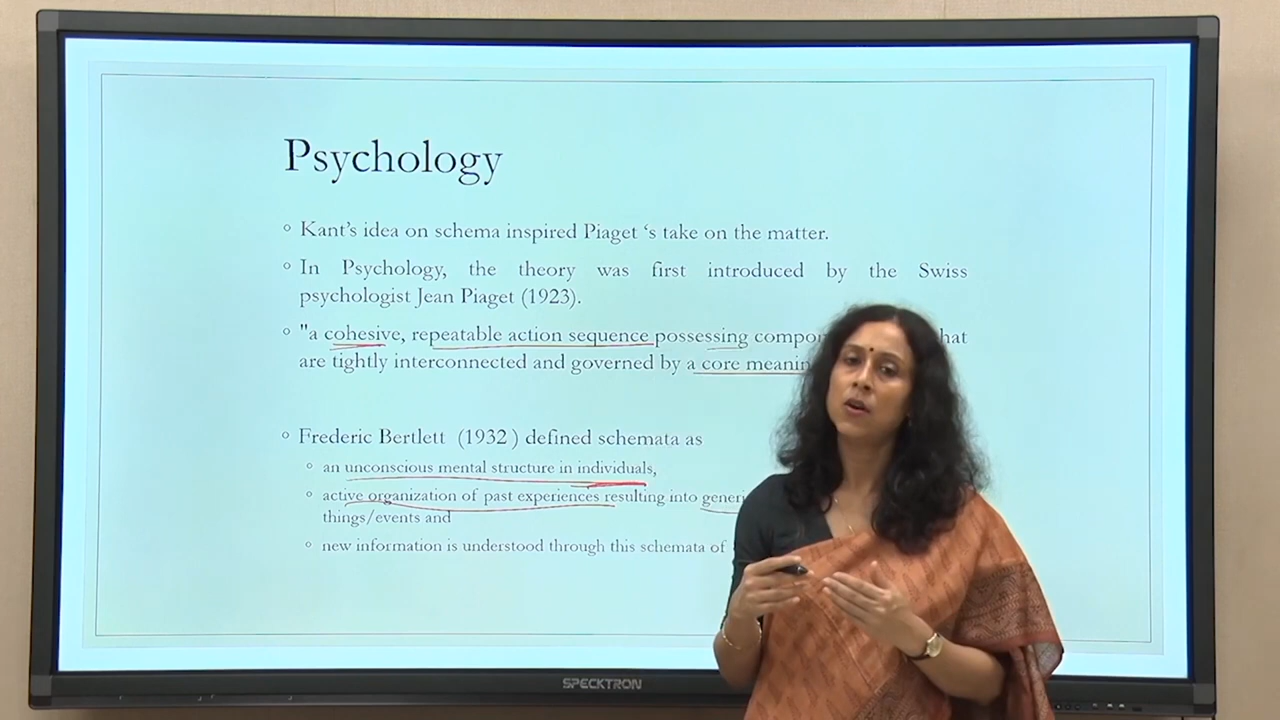 Psychology
◦ Kant's idea on schema inspired Piaget 's take on the matter.
◦ In Psychology, the theory was first introduced by the Swiss
psychologist Jean Piaget (1923).
◦ "a cohesive, repeatable action sequence possessing
are tightly interconnected and governed by a core
◦ Frederic Bertlett (1932 ) defined schemata as
◦ an unconscious mental structure in individuals,
◦ active organization of past experiences resulting into
things/events and
◦ new information is understood through this schemata of
SPECKTRON